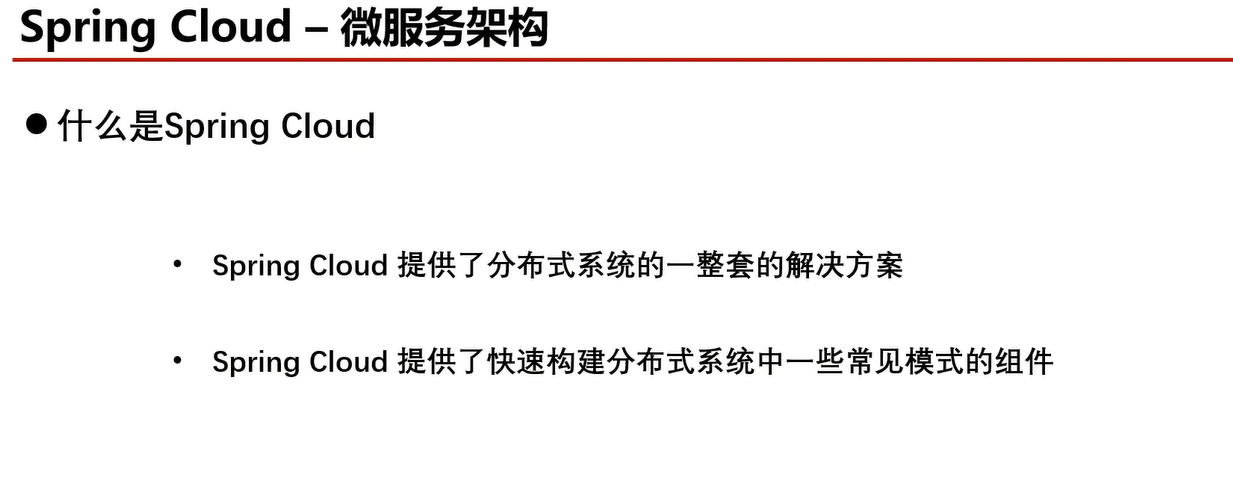 Spring Cloud – 微服务架构
● 什么是Spring Cloud
• Spring Cloud 提供了分布式系统的一整套的解决方案
• Spring Cloud 提供了快速构建分布式系统中一些常见模式的组件